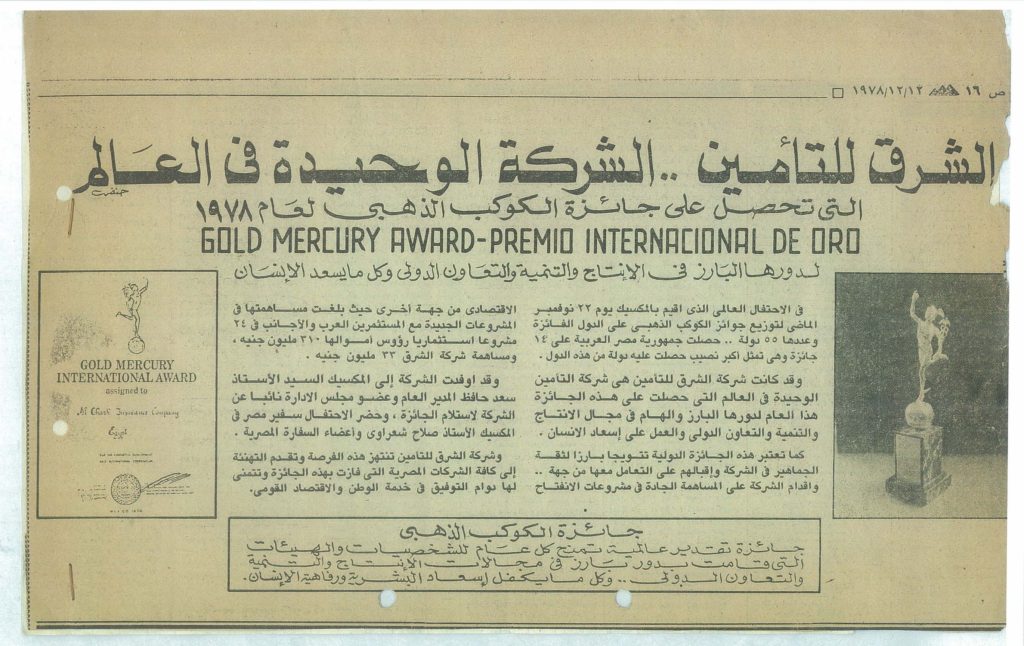 ص ١٦ ١٩٧٨/١٢/١٢
الشرق للتأمين .. الشركة الوحيدة فى العالم
التى تحصل على جائزة الكوكب الذهبى لعام ١٩٧٨
GOLD MERCURY AWARD-PREMIO INTERNACIONAL DE ORO
لدورها البارز فى الإنتاج والتنمية والتعاون الدولى وكل مايسعد الإنسان
فى الاحتفال العالمى الذى اقيم بالمكسيك يوم ٢٢ نوفمبر
الماضى لتوزيع جوائز الكوكب الذهبى على الدول الفائزة
وعددها ٥٥ دولة .. حصلت جمهورية مصر العربية على ١٤
جائزة وهى تمثل اكبر نصيب حصلت عليه دولة من هذه الدول .
وقد كانت شركة الشرق للتأمين هى شركة التأمين
الوحيدة فى العالم التى حصلت على هذه الجائزة
هذا العام لدورها البارز والهام فى مجال الانتاج
والتنمية والتعاون الدولى والعمل على إسعاد الانسان .
كما تعتبر هذه الجائزة الدولية تتويجا بارزا لثقة
الجماهير فى الشركة وإقبالهم على التعامل معها من جهة ..
واقدام الشركة على المساهمة الجادة فى مشروعات الانفتاح
الاقتصادى من جهة أخرى حيث بلغت مساهمتها فى
المشروعات الجديدة مع المستثمرين العرب والأجانب فى ٢٤
مشروعا استثماريا رؤوس أموالها ٣١٠ مليون جنيه ،
ومساهمة شركة الشرق ٣٣ مليون جنيه .
وقد اوفدت الشركة إلى المكسيك السيد الأستاذ
سعد حافظ المدير العام وعضو مجلس الادارة نائبا عن
الشركة لاستلام الجائزة ، وحضر الاحتفال سفير مصر فى
المكسيك الأستاذ صلاح شعراوى وأعضاء السفارة المصرية .
وشركة الشرق للتامين تنتهز هذه الفرصة وتقدم التهنئة
إلى كافة الشركات المصرية التى فازت بهذه الجائزة وتتمنى
لها دوام التوفيق فى خدمة الوطن والاقتصاد القومى.
GOLD MERCURY
INTERNATIONAL AWARD
assigned to
Al Chark Insurance Company
Egypt
جائزة الكوكب الذهبى
جائزة تقدير عالمية تمنح كل عام للشخصيات والهيئات
التى قامت بدور بارز فى مجالات الإنتاج والتنمية
والتعاون الدولى .. وكل مايكفل إسعاد البشرية ورفاهية الإنسان.